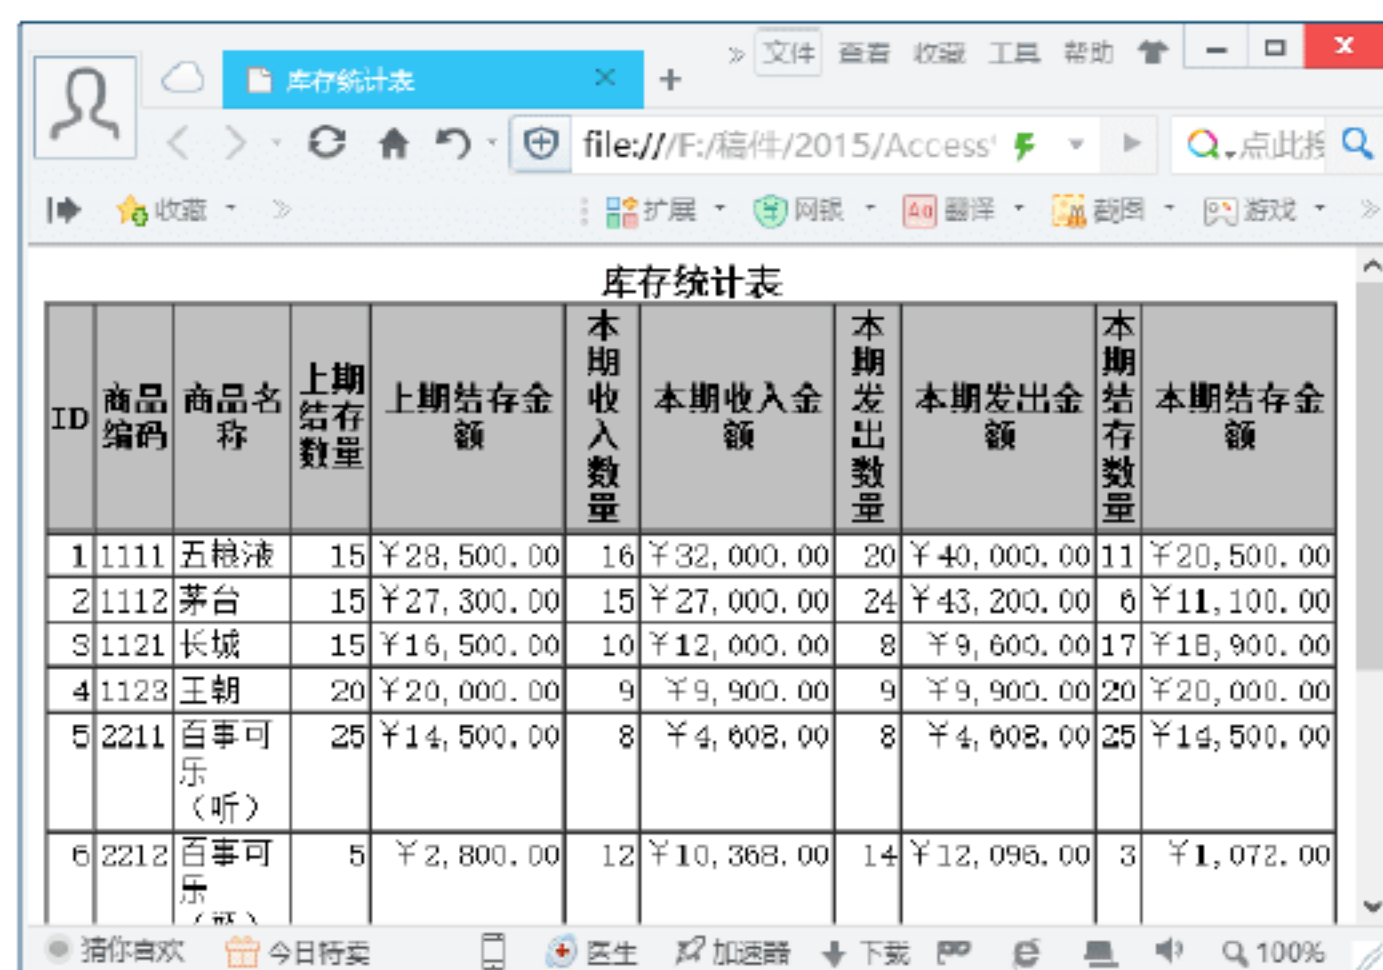 » 文件 查看 收藏 工具 帮助
库存统计表 × +
file:///F:/稿件/2015/Access' 点此搜
收藏 » 扩展 网银 翻译 截图 游戏 »
库存统计表
ID 商品编码 商品名称 上期结存数量 上期结存金额 本期收入数量 本期收入金额 本期发出数量 本期发出金额 本期结存数量 本期结存金额
1 1111 五粮液 15 ¥28,500.00 16 ¥32,000.00 20 ¥40,000.00 11 ¥20,500.00
2 1112 茅台 15 ¥27,300.00 15 ¥27,000.00 24 ¥43,200.00 6 ¥11,100.00
3 1121 长城 15 ¥16,500.00 10 ¥12,000.00 8 ¥9,600.00 17 ¥18,900.00
4 1123 王朝 20 ¥20,000.00 9 ¥9,900.00 9 ¥9,900.00 20 ¥20,000.00
5 2211 百事可乐（听） 25 ¥14,500.00 8 ¥4,608.00 8 ¥4,608.00 25 ¥14,500.00
6 2212 百事可乐（瓶） 5 ¥2,800.00 12 ¥10,368.00 14 ¥12,096.00 3 ¥1,072.00
猜你喜欢 今日特卖 医生 加速器 下载 100%